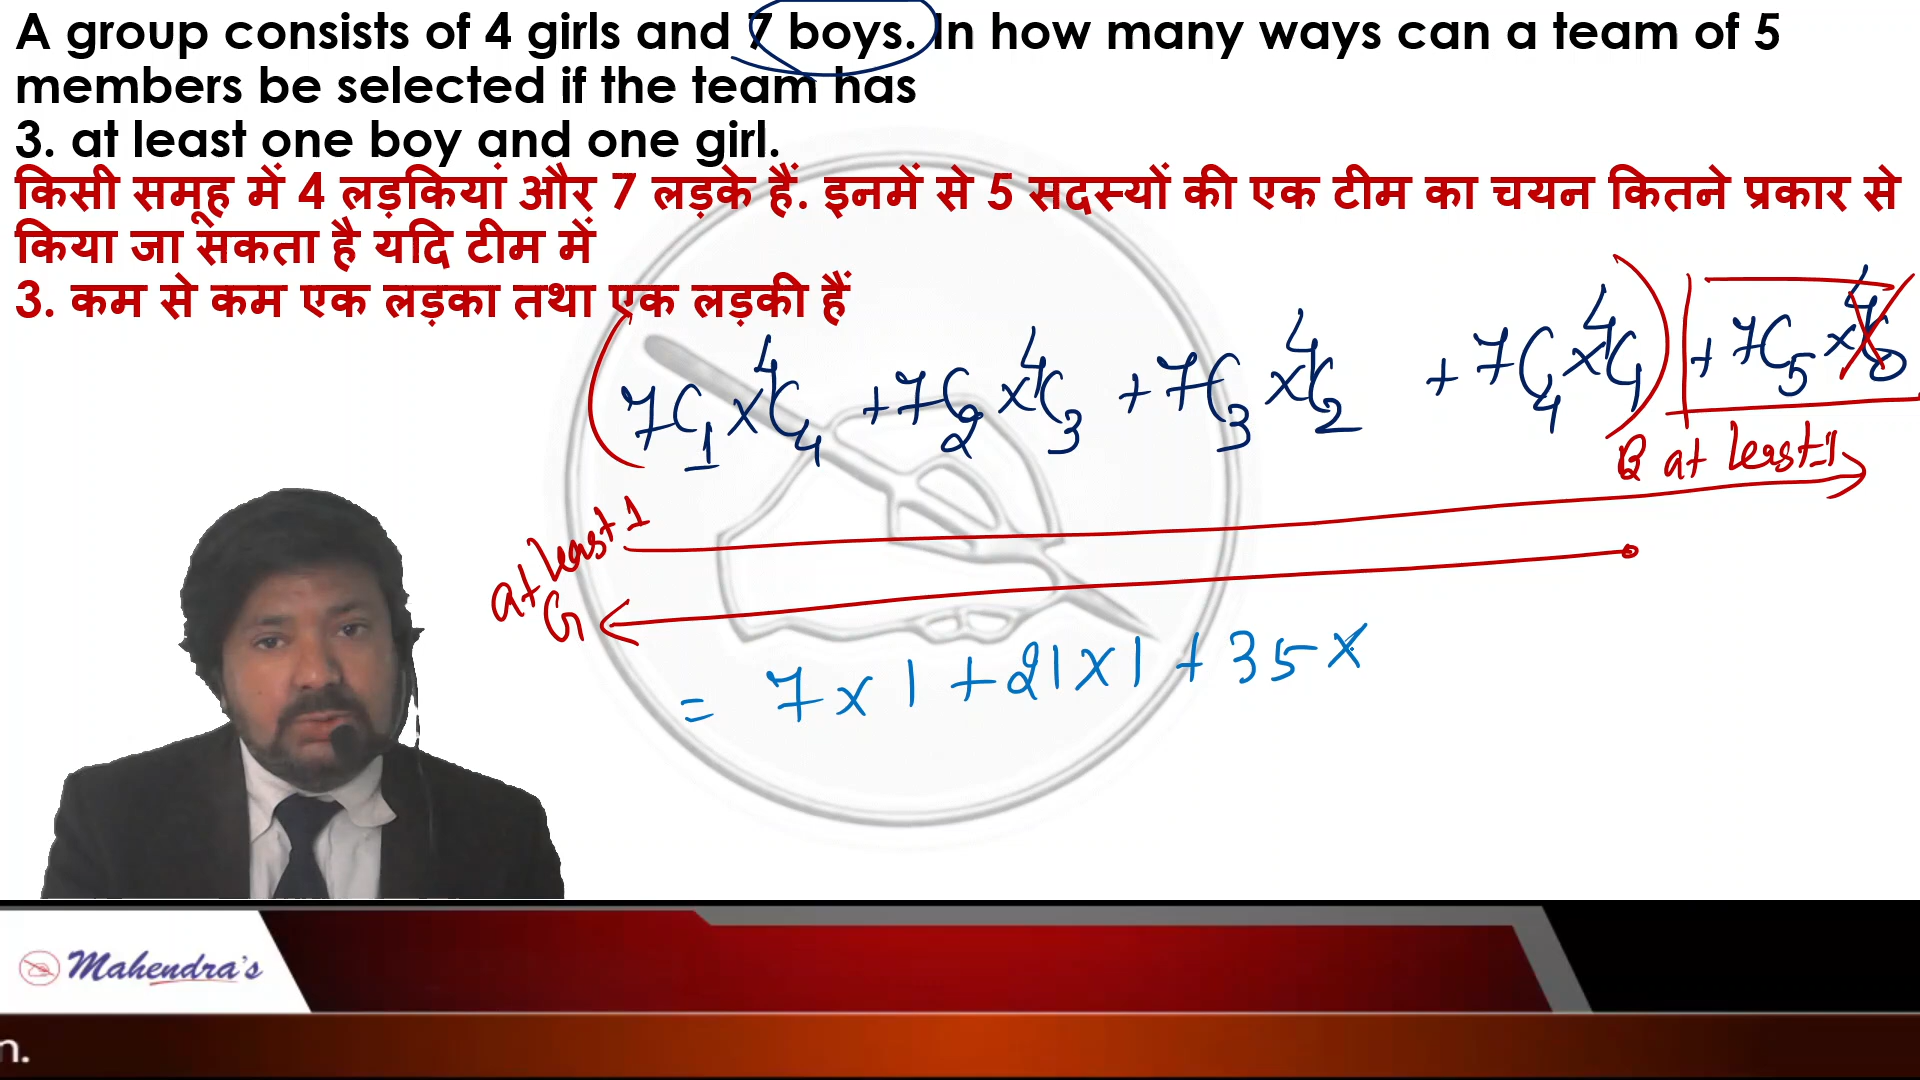 A group consists of 4 girls and 7 boys. In how many ways can a team of 5
members be selected if the team has
3. at least one boy and one girl.
किसी समूह में 4 लड़कियां और 7 लड़के हैं. इनमें से 5 सदस्यों की एक टीम का चयन कितने प्रकार से
किया जा सकता है यदि टीम में
3. कम से कम एक लड़का तथा एक लड़की हैं
(7C1 x 4C4 + 7C2 x 4C3 + 7C3 x 4C2 + 7C4 x 4C1) + 7C5 x 4C0
B at least 1
at least 1
G
= 7 x 1 + 21 x 1 + 35 x
Mahendra's
n.